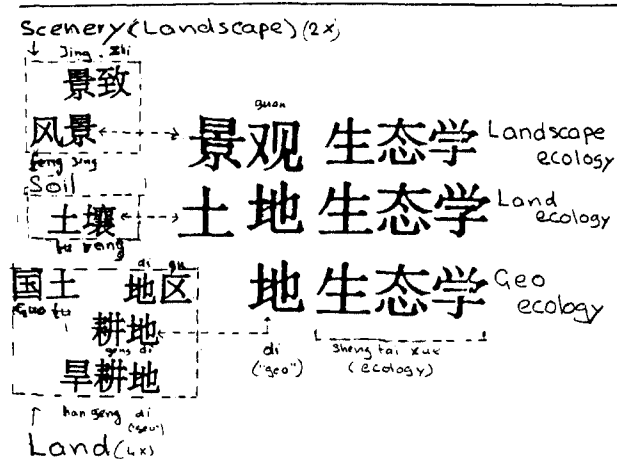 Scenery (Landscape) (2x)
Jing zhi
景致
guan
风景 景观 生态学 Landscape ecology
feng jing
Soil
土壤 土地 生态学 Land ecology
di qu
国土 地区 地 生态学 Geo ecology
Guo tu
耕地
geng di
di
("geo")
sheng tai xue
(ecology)
旱耕地
han geng di
("geo")
Land (4x)